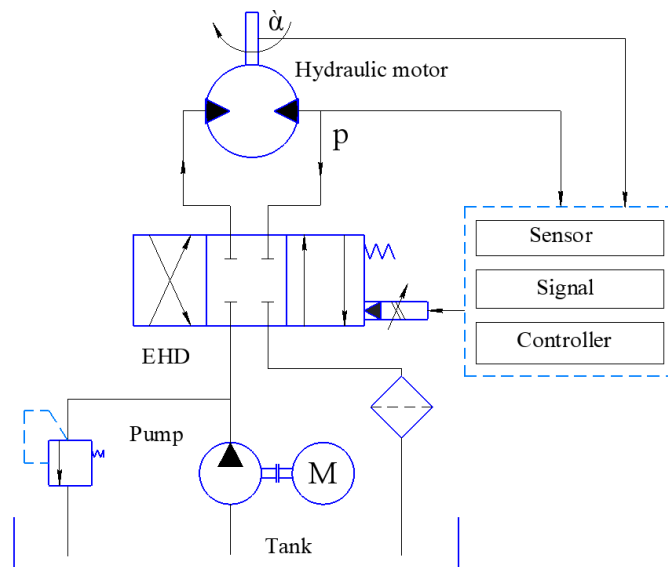 ὰ
Hydraulic motor
p
Sensor
Signal
Controller
EHD
Pump
M
Tank